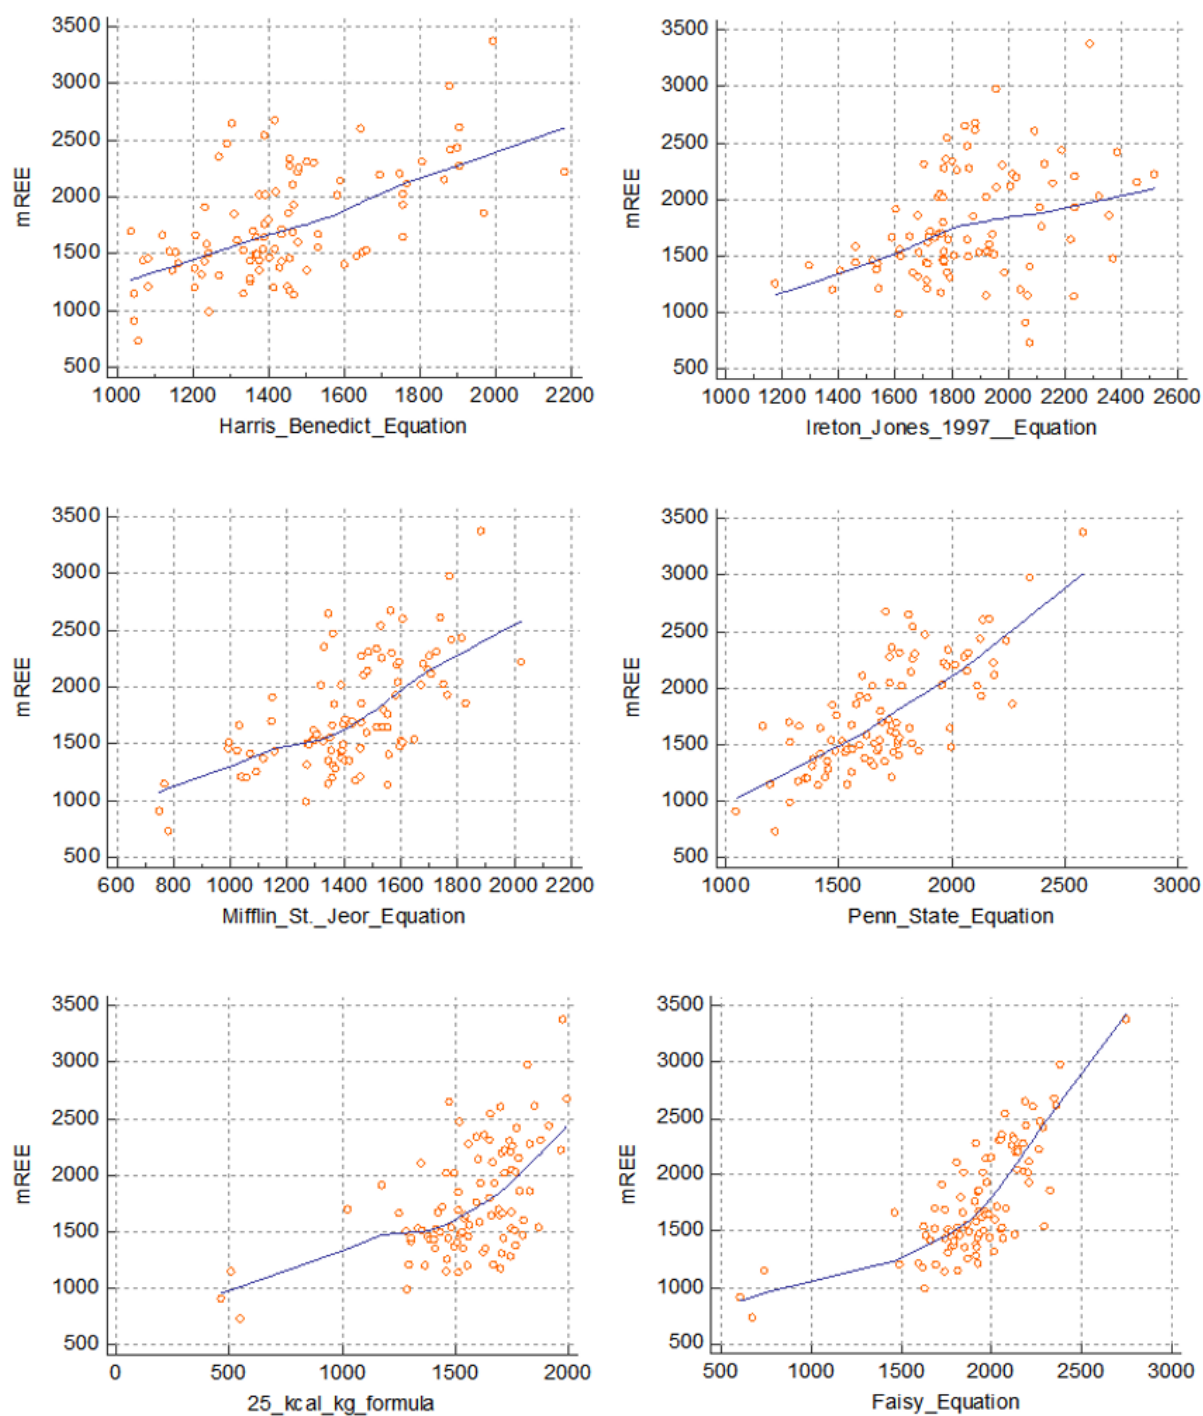 3500
3000
2500
2000
1500
1000
500
mREE
1000 1200 1400 1600 1800 2000 2200
Harris_Benedict_Equation
3500
3000
2500
2000
1500
1000
500
mREE
1000 1200 1400 1600 1800 2000 2200 2400 2600
Ireton_Jones_1997__Equation
3500
3000
2500
2000
1500
1000
500
mREE
600 800 1000 1200 1400 1600 1800 2000 2200
Mifflin_St._Jeor_Equation
3500
3000
2500
2000
1500
1000
500
mREE
1000 1500 2000 2500 3000
Penn_State_Equation
3500
3000
2500
2000
1500
1000
500
mREE
0 500 1000 1500 2000
25_kcal_kg_formula
3500
3000
2500
2000
1500
1000
500
mREE
500 1000 1500 2000 2500 3000
Faisy_Equation